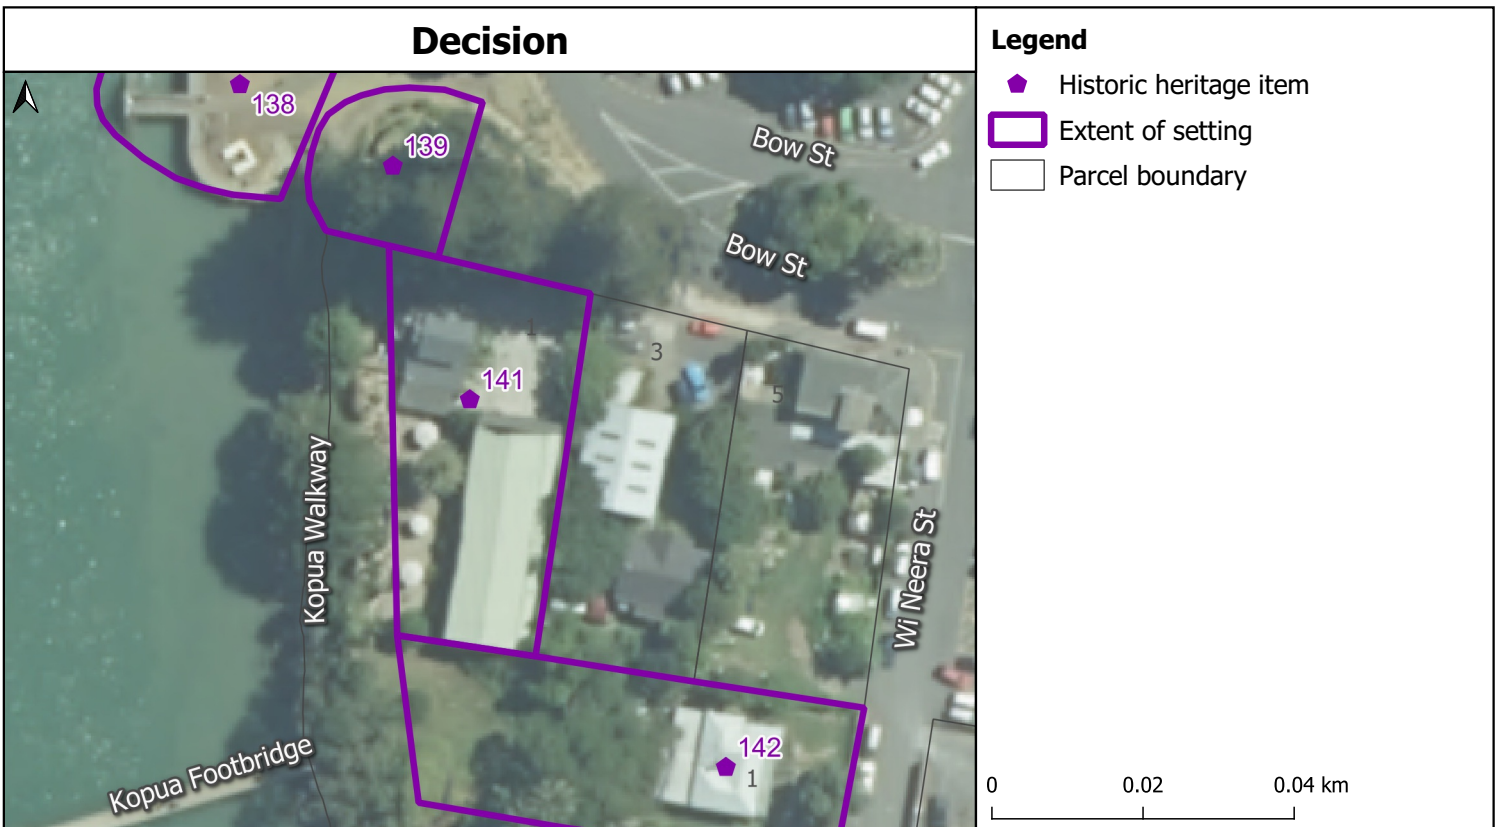 Decision
Legend
Historic heritage item
Extent of setting
Parcel boundary
138
139
Bow St
Bow St
1
3
141
5
Kopua Walkway
Wi Neera St
142
1
Kopua Footbridge
0 0.02 0.04 km